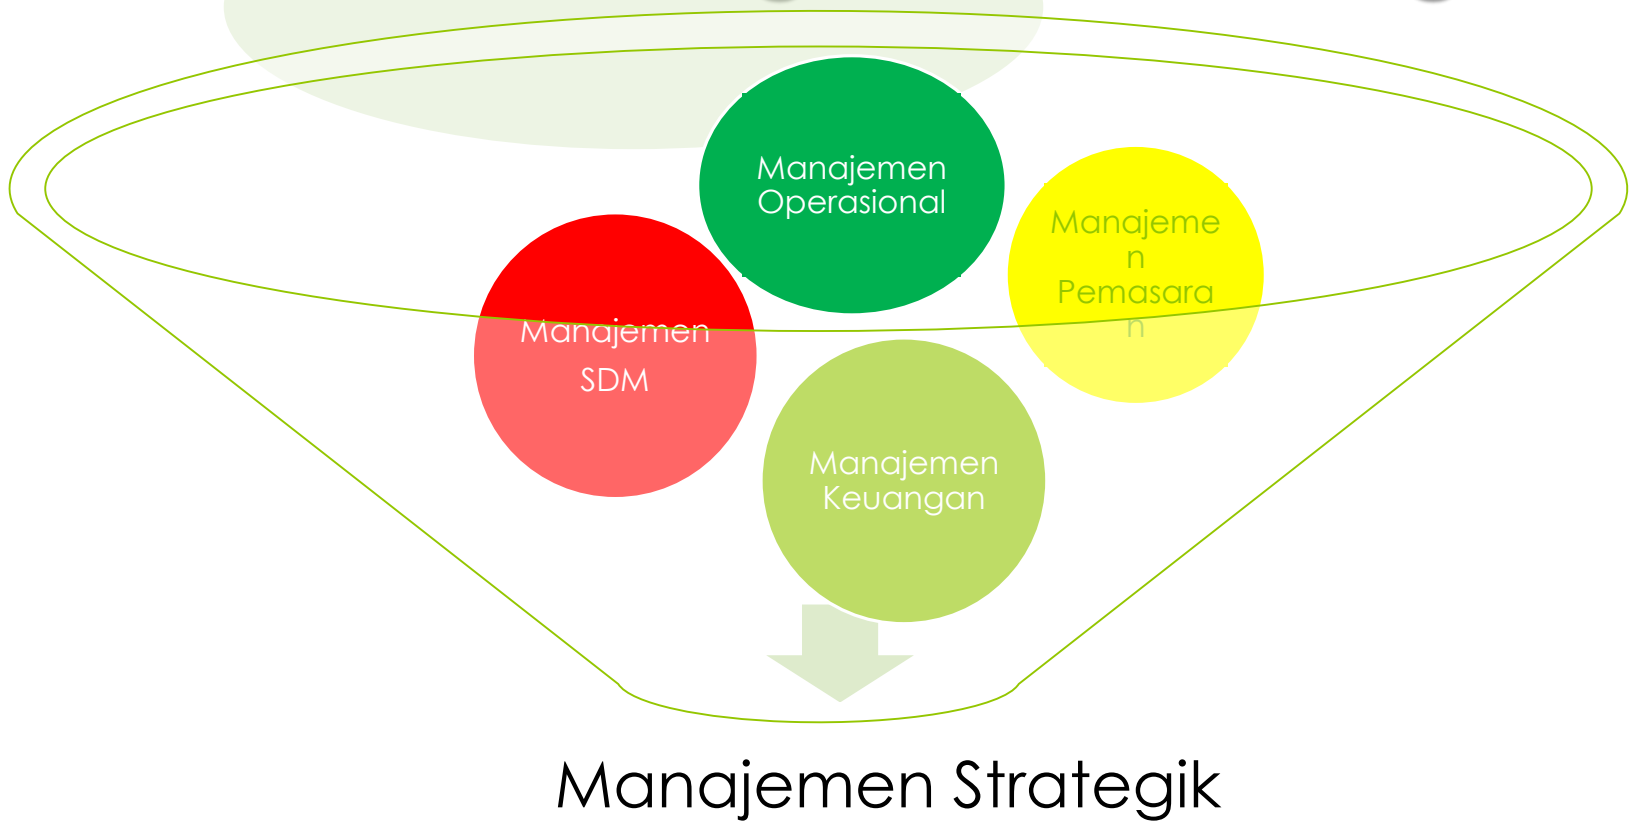 Manajemen
Operasional
Manajeme
n
Pemasara
n
Manajemen
SDM
Manajemen
Keuangan
Manajemen Strategik